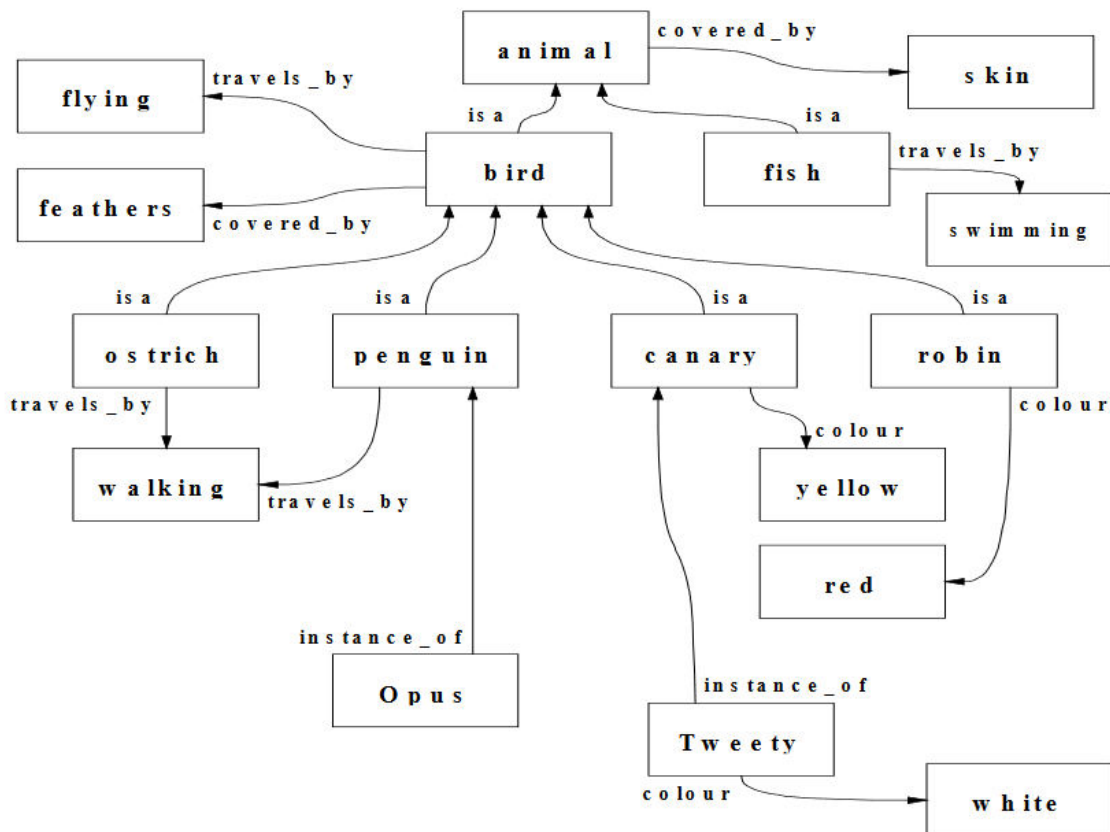 animal
covered_by
skin
flying
travels_by
is a
is a
bird
fish
travels_by
feathers
covered_by
swimming
is a
is a
is a
is a
ostrich
penguin
canary
robin
travels_by
colour
colour
walking
travels_by
yellow
red
instance_of
Opus
instance_of
Tweety
colour
white